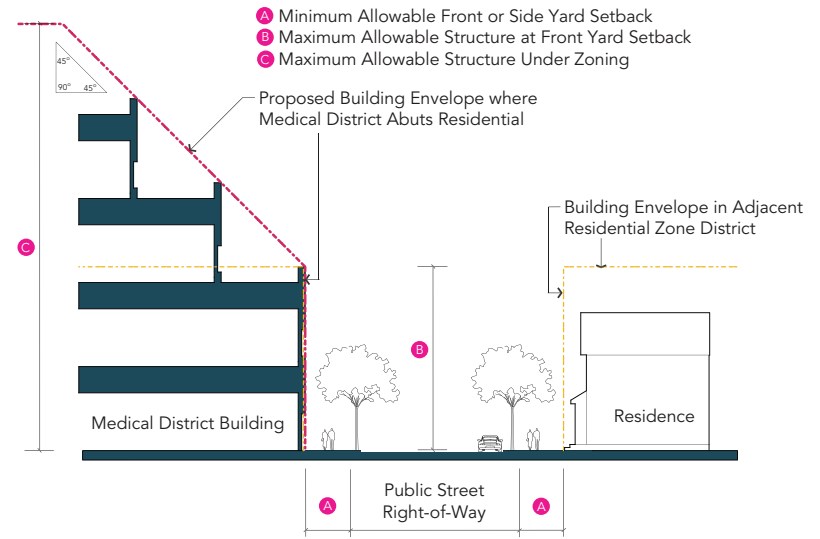 A Minimum Allowable Front or Side Yard Setback
B Maximum Allowable Structure at Front Yard Setback
C Maximum Allowable Structure Under Zoning
45°
90° 45°
Proposed Building Envelope where
Medical District Abuts Residential
Building Envelope in Adjacent
Residential Zone District
C
B
Medical District Building
Residence
A
Public Street
Right-of-Way
A